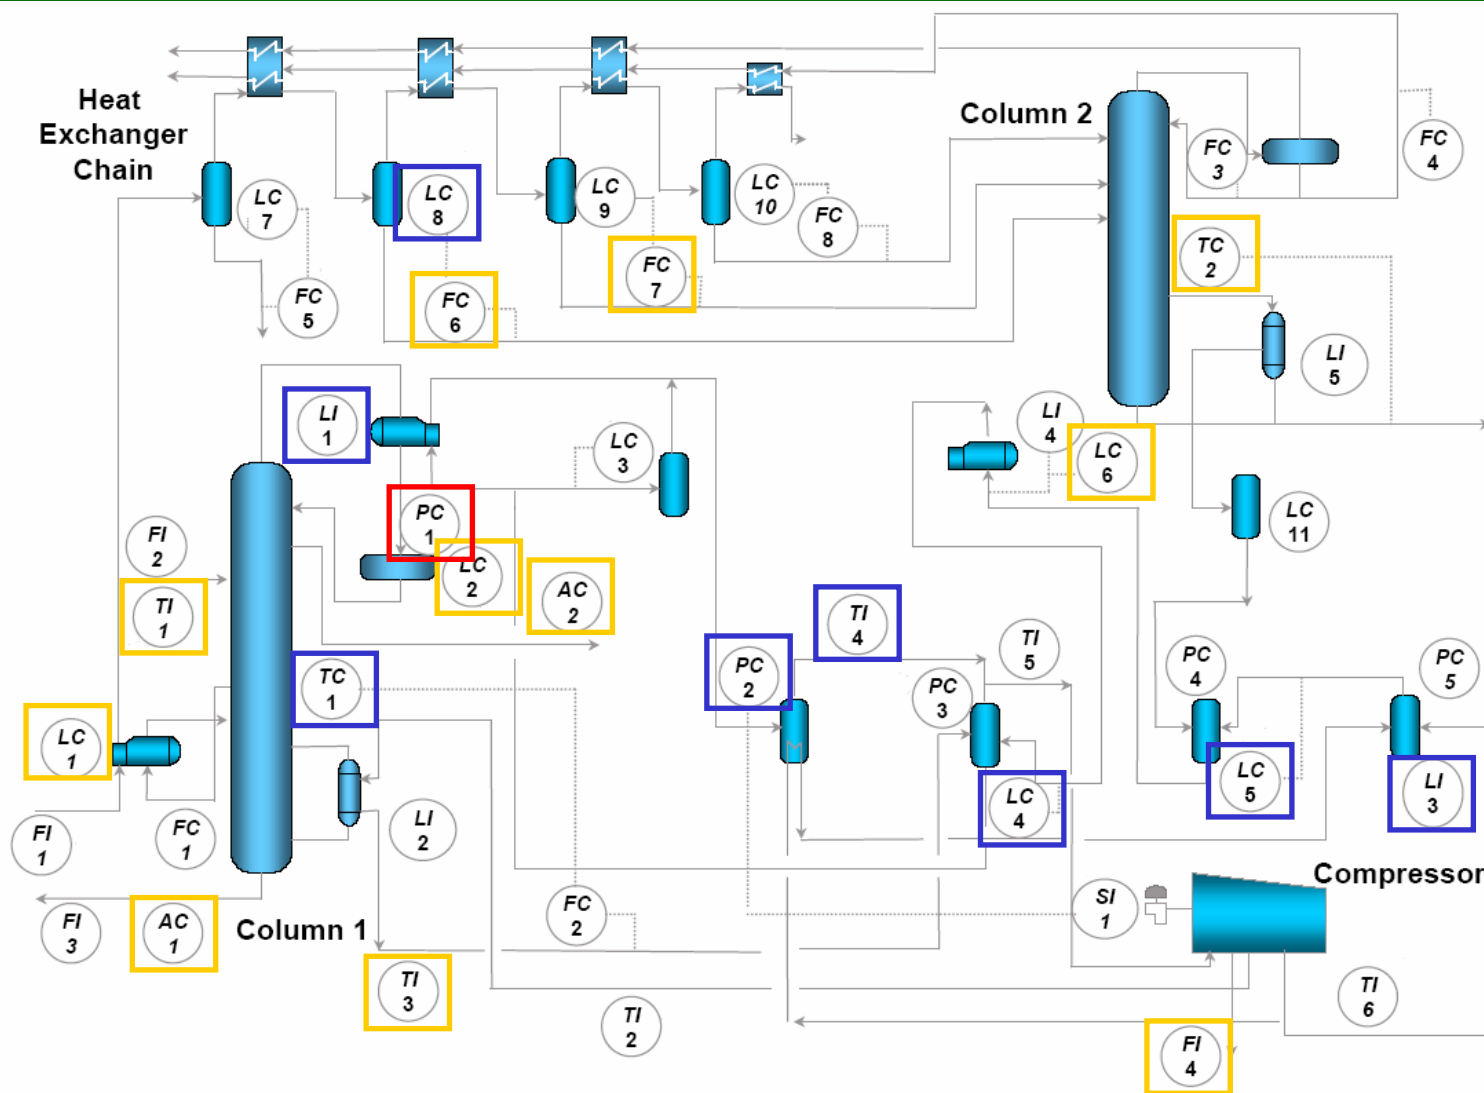 Heat
Exchanger
Chain
LC
7
FC
5
LC
8
FC
6
LC
9
FC
7
LC
10
FC
8
Column 2
FC
3
FC
4
TC
2
LI
5
LI
4
LC
6
LC
11
LI
1
LC
3
PC
1
LC
2
AC
2
FI
2
TI
1
TC
1
LC
1
FI
1
FC
1
LI
2
FI
3
AC
1
Column 1
TI
3
FC
2
TI
2
PC
2
TI
4
PC
3
TI
5
LC
4
PC
4
PC
5
LC
5
LI
3
Compressor
SI
1
TI
6
FI
4